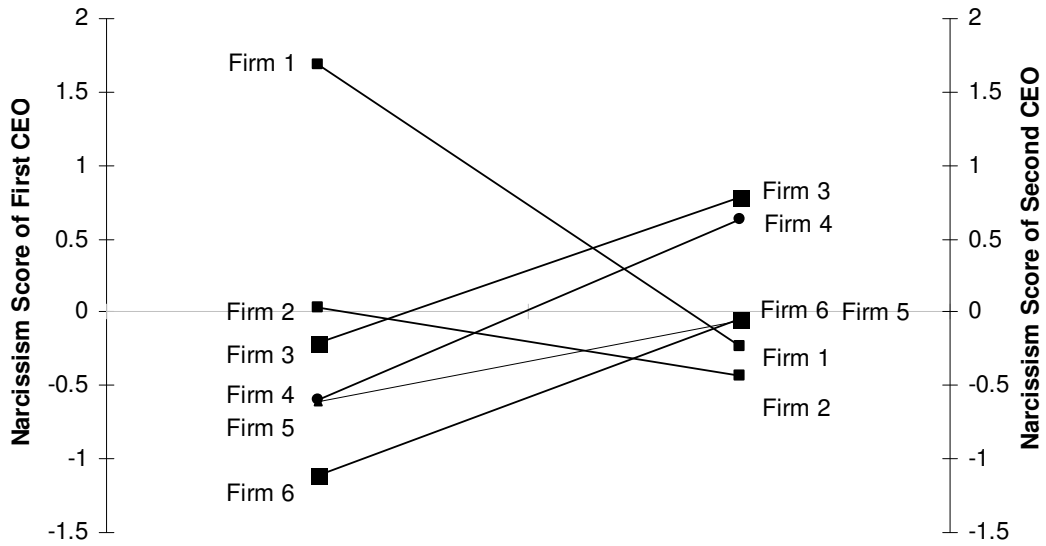 Narcissism Score of First CEO
2
1.5
1
0.5
0
-0.5
-1
-1.5
Firm 1
Firm 2
Firm 3
Firm 4
Firm 5
Firm 6
Firm 3
Firm 4
Firm 6 Firm 5
Firm 1
Firm 2
2
1.5
1
0.5
0
-0.5
-1
-1.5
Narcissism Score of Second CEO